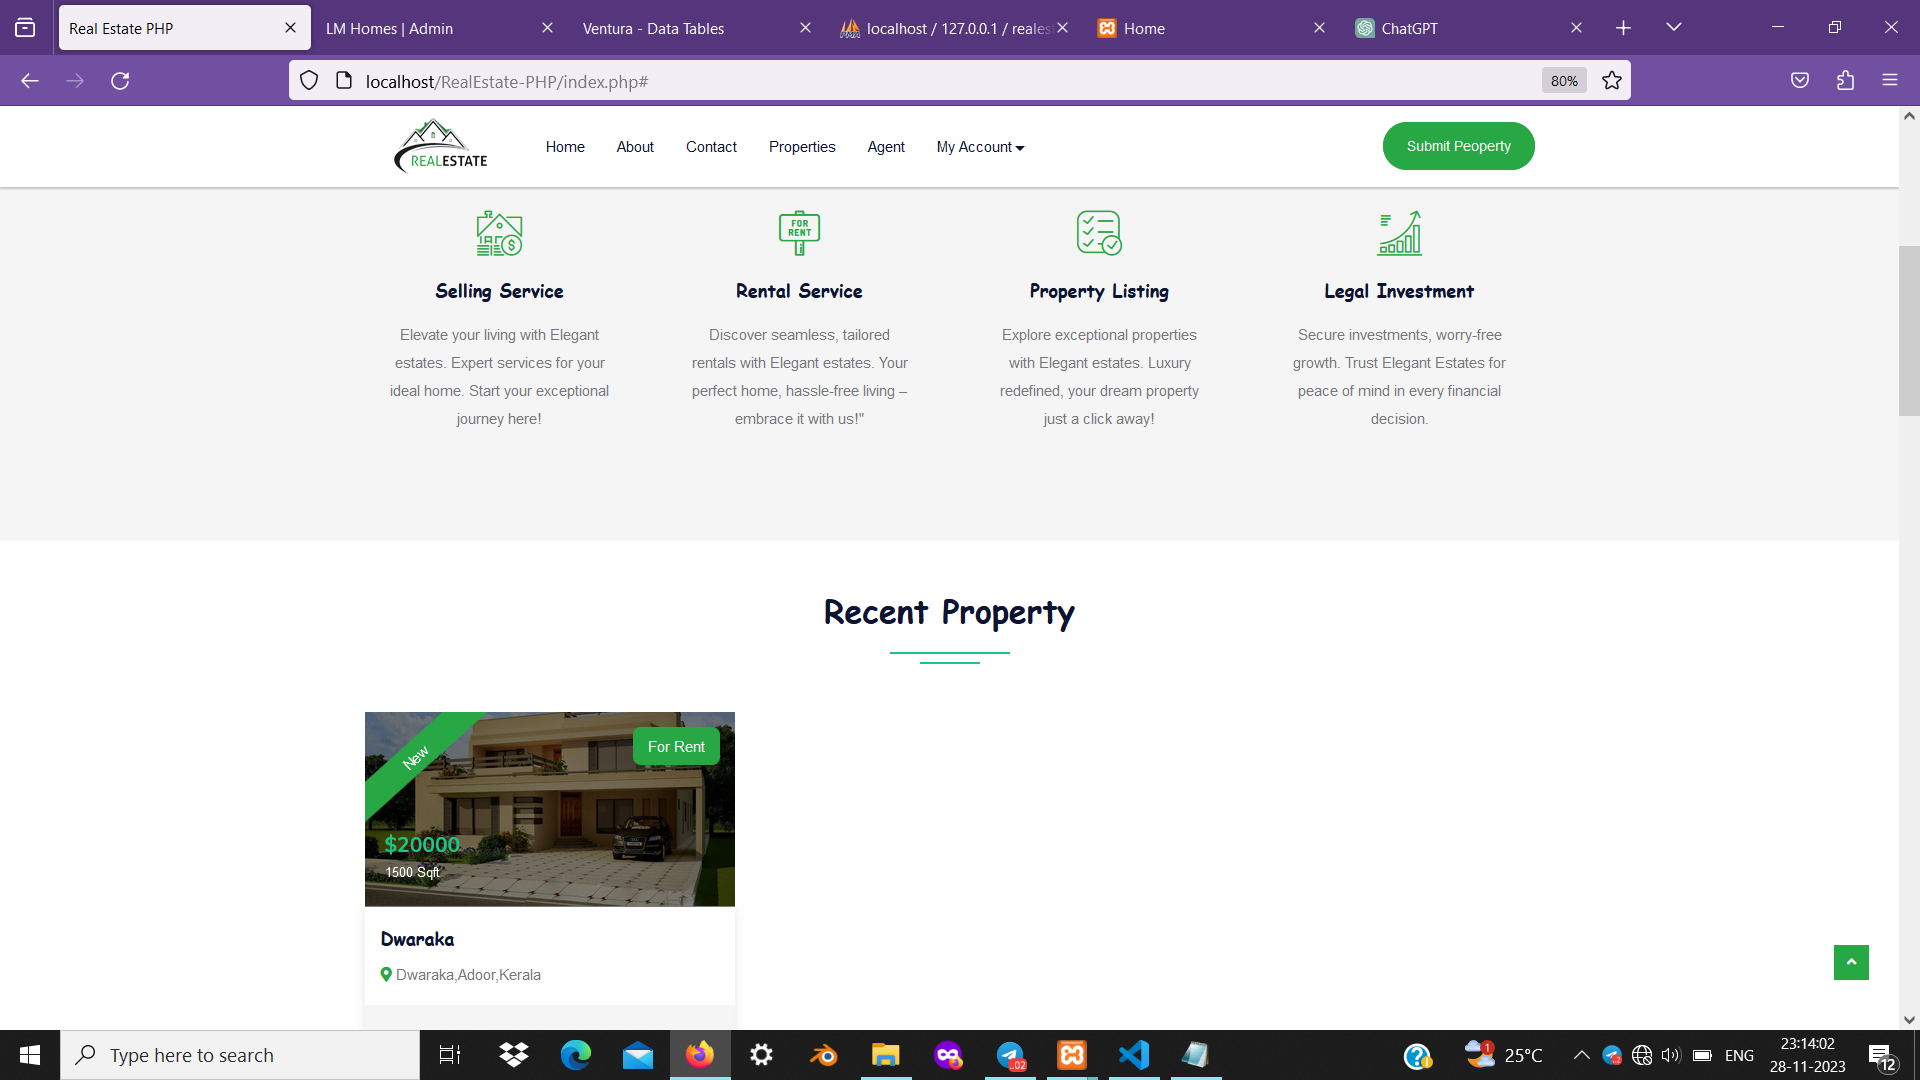 Real Estate PHP
LM Homes | Admin
Ventura - Data Tables
localhost / 127.0.0.1 / reales
Home
ChatGPT
localhost/RealEstate-PHP/index.php#
80%
REALESTATE
Home
About
Contact
Properties
Agent
My Account
Submit Peoperty
FOR
RENT
Selling Service
Elevate your living with Elegant
estates. Expert services for your
ideal home. Start your exceptional
journey here!
Rental Service
Discover seamless, tailored
rentals with Elegant estates. Your
perfect home, hassle-free living –
embrace it with us!"
Property Listing
Explore exceptional properties
with Elegant estates. Luxury
redefined, your dream property
just a click away!
Legal Investment
Secure investments, worry-free
growth. Trust Elegant Estates for
peace of mind in every financial
decision.
Recent Property
New
For Rent
$20000
1500 Sqft
Dwaraka
Dwaraka,Adoor,Kerala
Type here to search
..02
1
25°C
2
ENG
23:14:02
28-11-2023
12